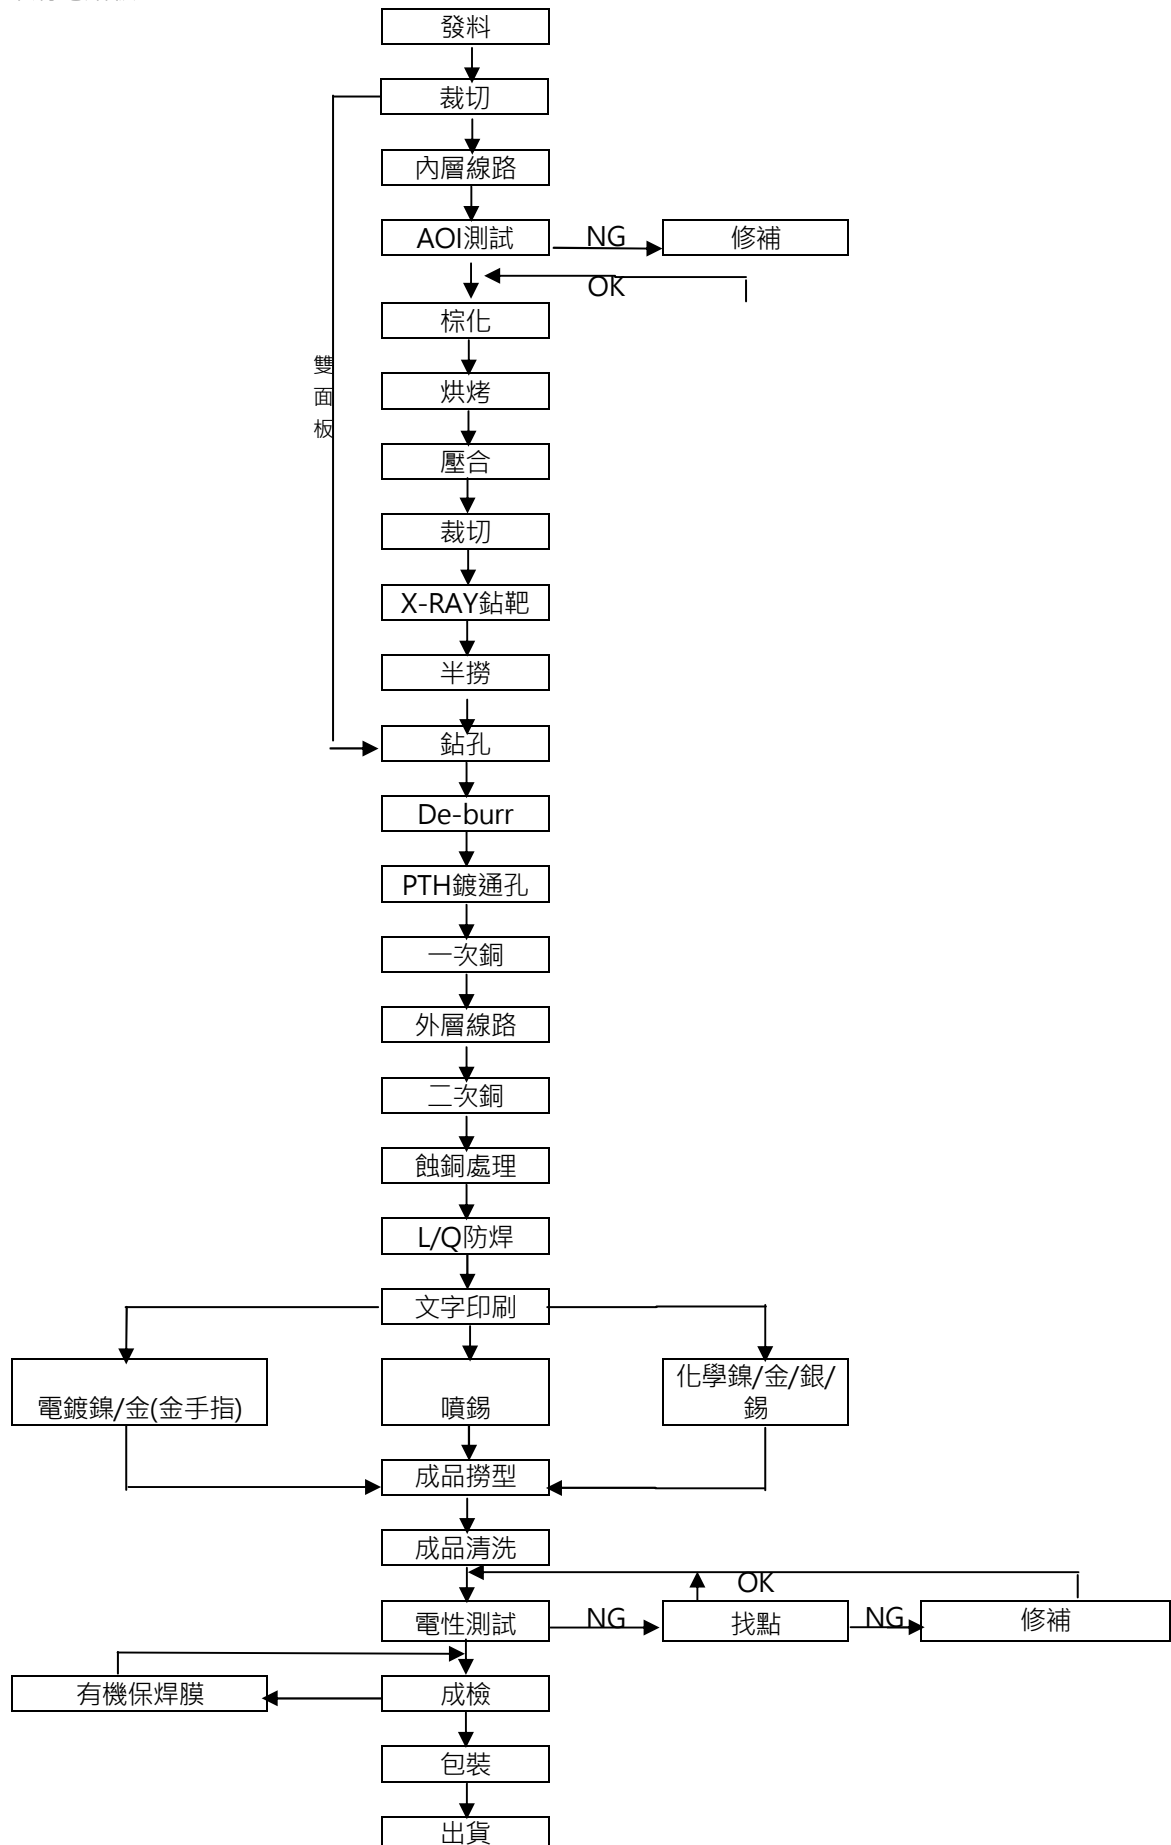 發料
裁切
內層線路
AOI測試
NG
修補
OK
棕化
雙
面
板
烘烤
壓合
裁切
X-RAY鉆靶
半撈
鉆孔
De-burr
PTH鍍通孔
一次銅
外層線路
二次銅
蝕銅處理
L/Q防焊
文字印刷
電鍍鎳/金(金手指)
噴錫
化學鎳/金/銀/
錫
成品撈型
成品清洗
OK
電性測試
NG
找點
NG
修補
有機保焊膜
成檢
包裝
出貨